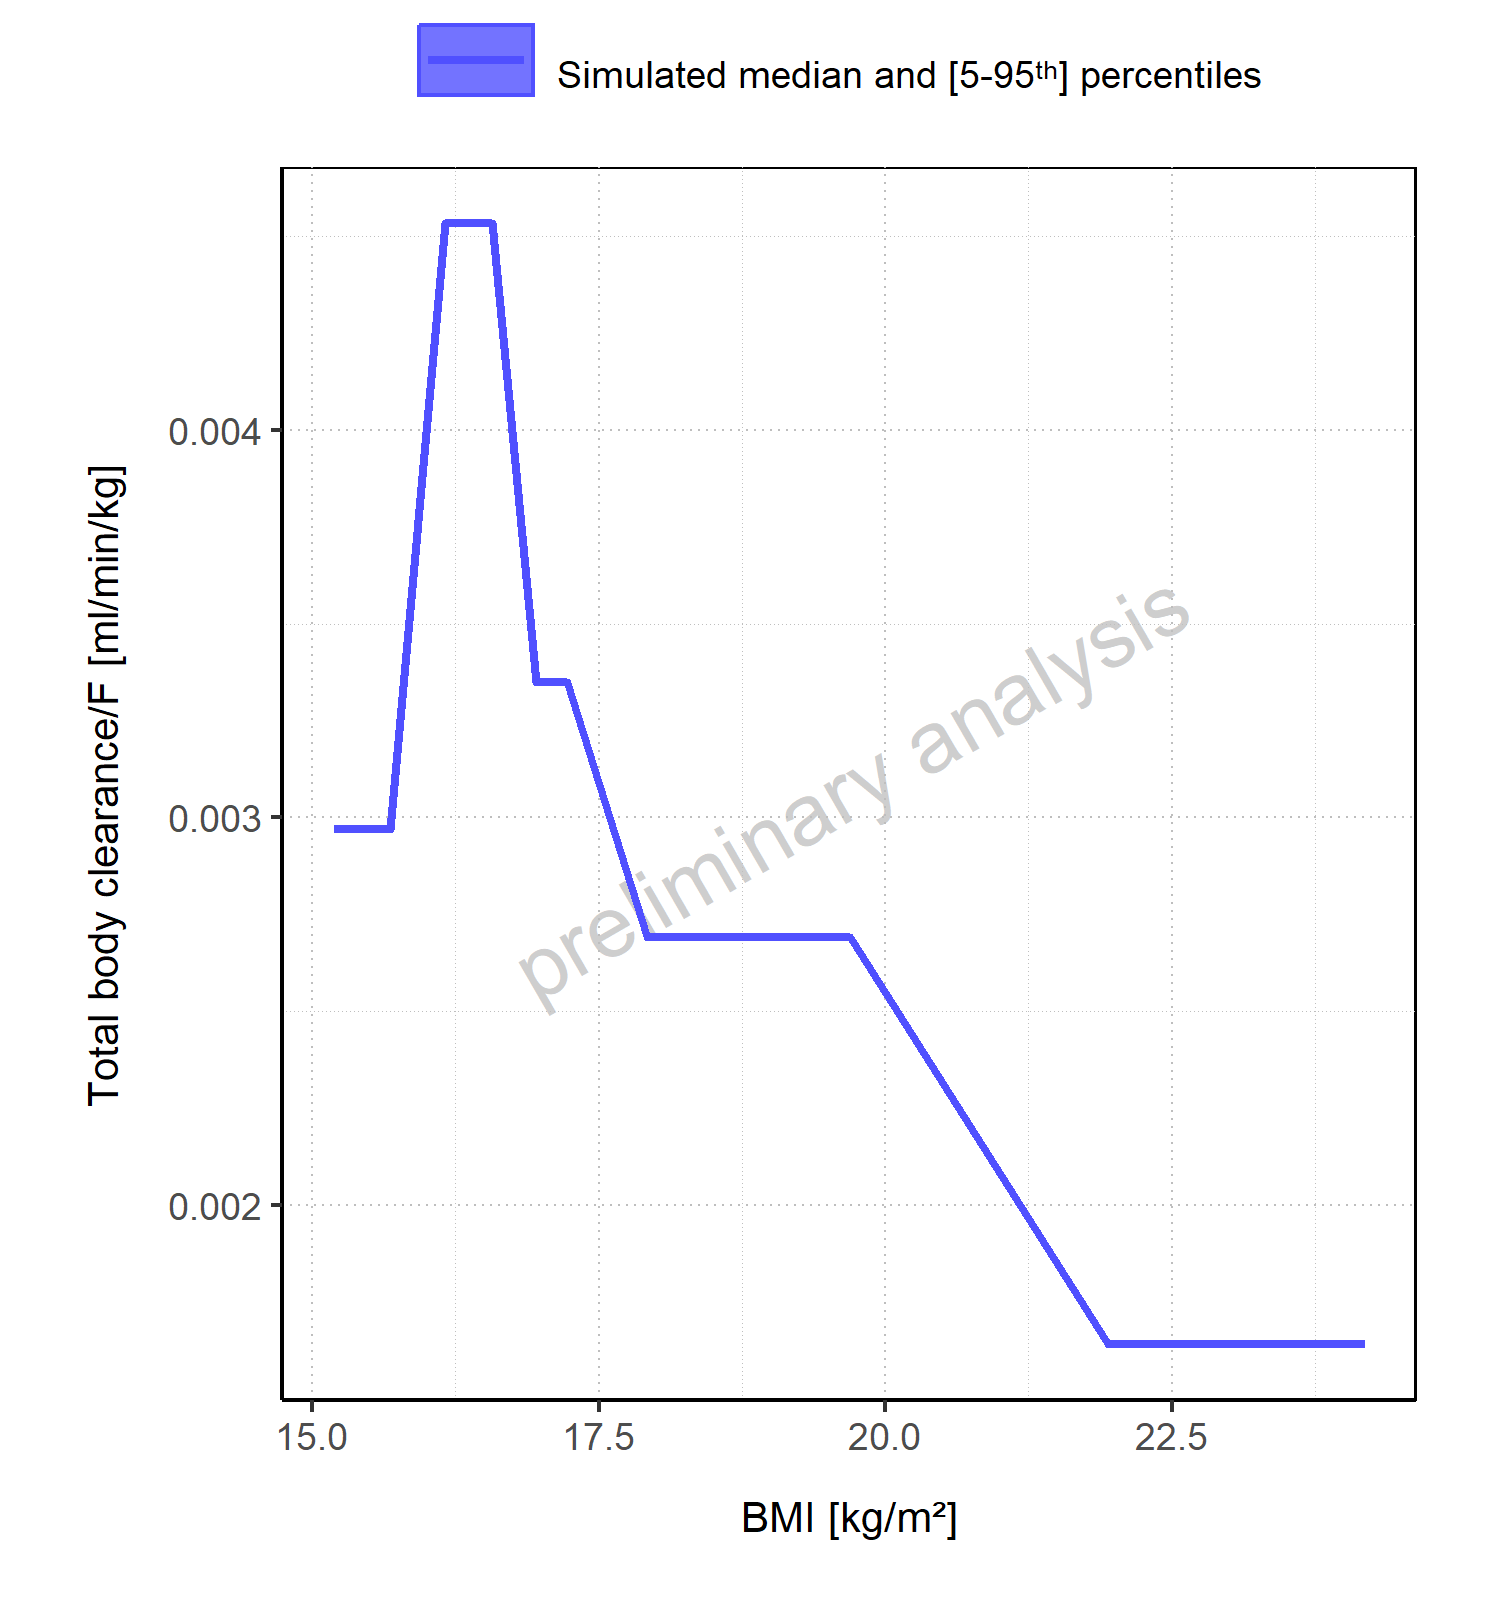 Simulated median and [5-95ᵗʰ] percentiles
Total body clearance/F [ml/min/kg]
0.004
0.003
0.002
preliminary analysis
15.0 17.5 20.0 22.5
BMI [kg/m²]